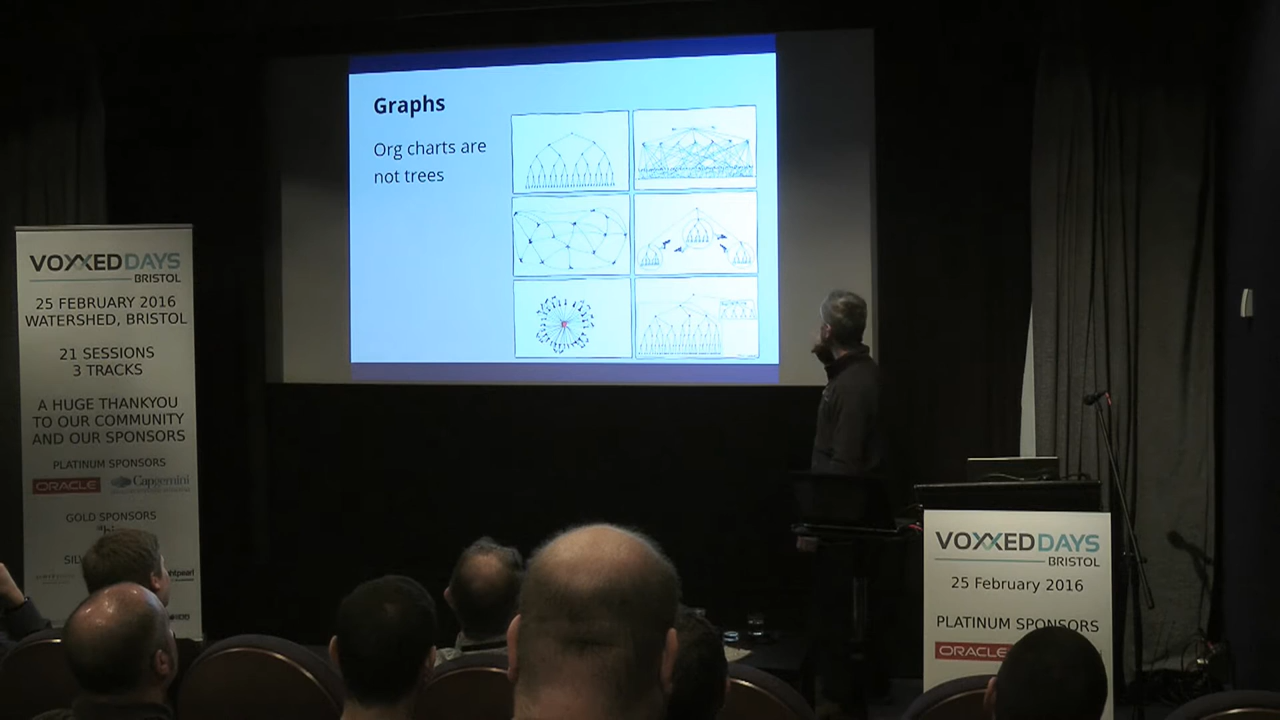 Graphs
Org charts are
not trees
VOXXEDDAYS
BRISTOL
25 FEBRUARY 2016
WATERSHED, BRISTOL
21 SESSIONS
3 TRACKS
A HUGE THANKYOU
TO OUR COMMUNITY
AND OUR SPONSORS
PLATINUM SPONSORS
ORACLE Capgemini
GOLD SPONSORS
VOXXEDDAYS
BRISTOL
25 February 2016
PLATINUM SPONSORS
ORACLE